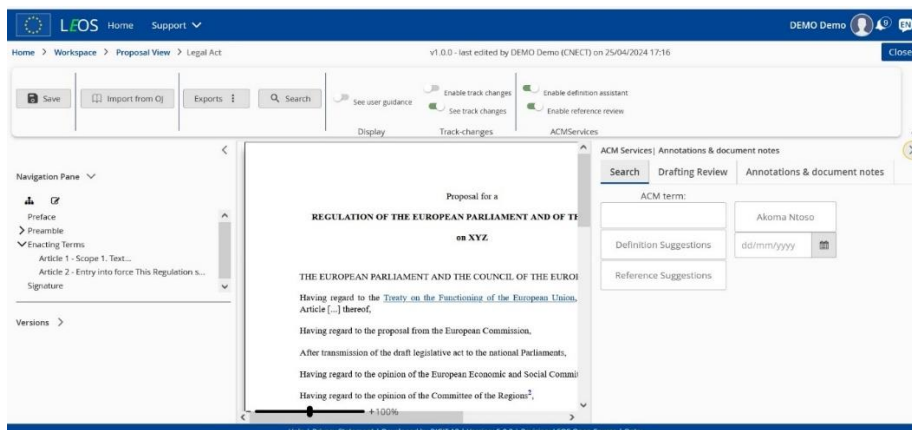 LEOS Home Support
DEMO Demo 9 EN
Home > Workspace > Proposal View > Legal Act
v1.0.0 - last edited by DEMO Demo (CNECT) on 25/04/2024 17:16
Close
Save
Import from OJ
Exports
Search
See user guidance
Enable track changes
See track changes
Enable definition assistant
Enable reference review
Display
Track-changes
ACMServices
Navigation Pane
Preface
Preamble
Enacting Terms
Article 1 - Scope 1. Text...
Article 2 - Entry into force This Regulation s...
Signature
Versions
Proposal for a
REGULATION OF THE EUROPEAN PARLIAMENT AND OF TH
on XYZ
THE EUROPEAN PARLIAMENT AND THE COUNCIL OF THE EUROP
Having regard to the Treaty on the Functioning of the European Union,
Article [...] thereof,
Having regard to the proposal from the European Commission,
After transmission of the draft legislative act to the national Parliaments,
Having regard to the opinion of the European Economic and Social Commit
Having regard to the opinion of the Committee of the Regions2,
+100%
ACM Services| Annotations & document notes
Search
Drafting Review
Annotations & document notes
ACM term:
Akoma Ntoso
Definition Suggestions
dd/mm/yyyy
Reference Suggestions